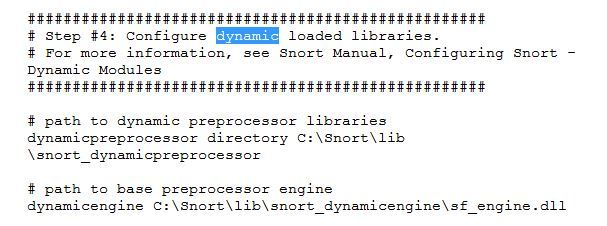 ###################################################
# Step #4: Configure dynamic loaded libraries.
# For more information, see Snort Manual, Configuring Snort -
Dynamic Modules
###################################################
# path to dynamic preprocessor libraries
dynamicpreprocessor directory C:\Snort\lib
\snort_dynamicpreprocessor
# path to base preprocessor engine
dynamicengine C:\Snort\lib\snort_dynamicengine\sf_engine.dll